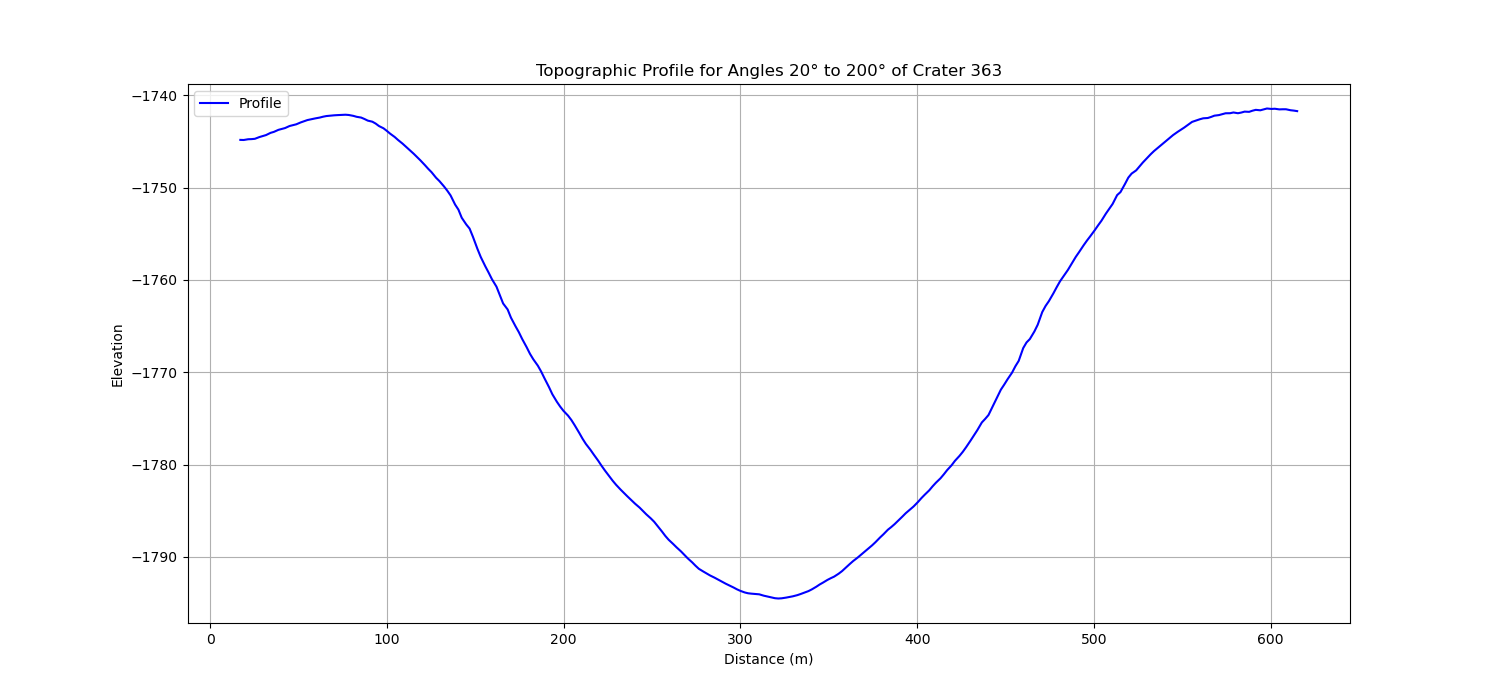 Topographic Profile for Angles 20° to 200° of Crater 363
Profile
−1740
−1750
−1760
−1770
−1780
−1790
Elevation
0 100 200 300 400 500 600
Distance (m)